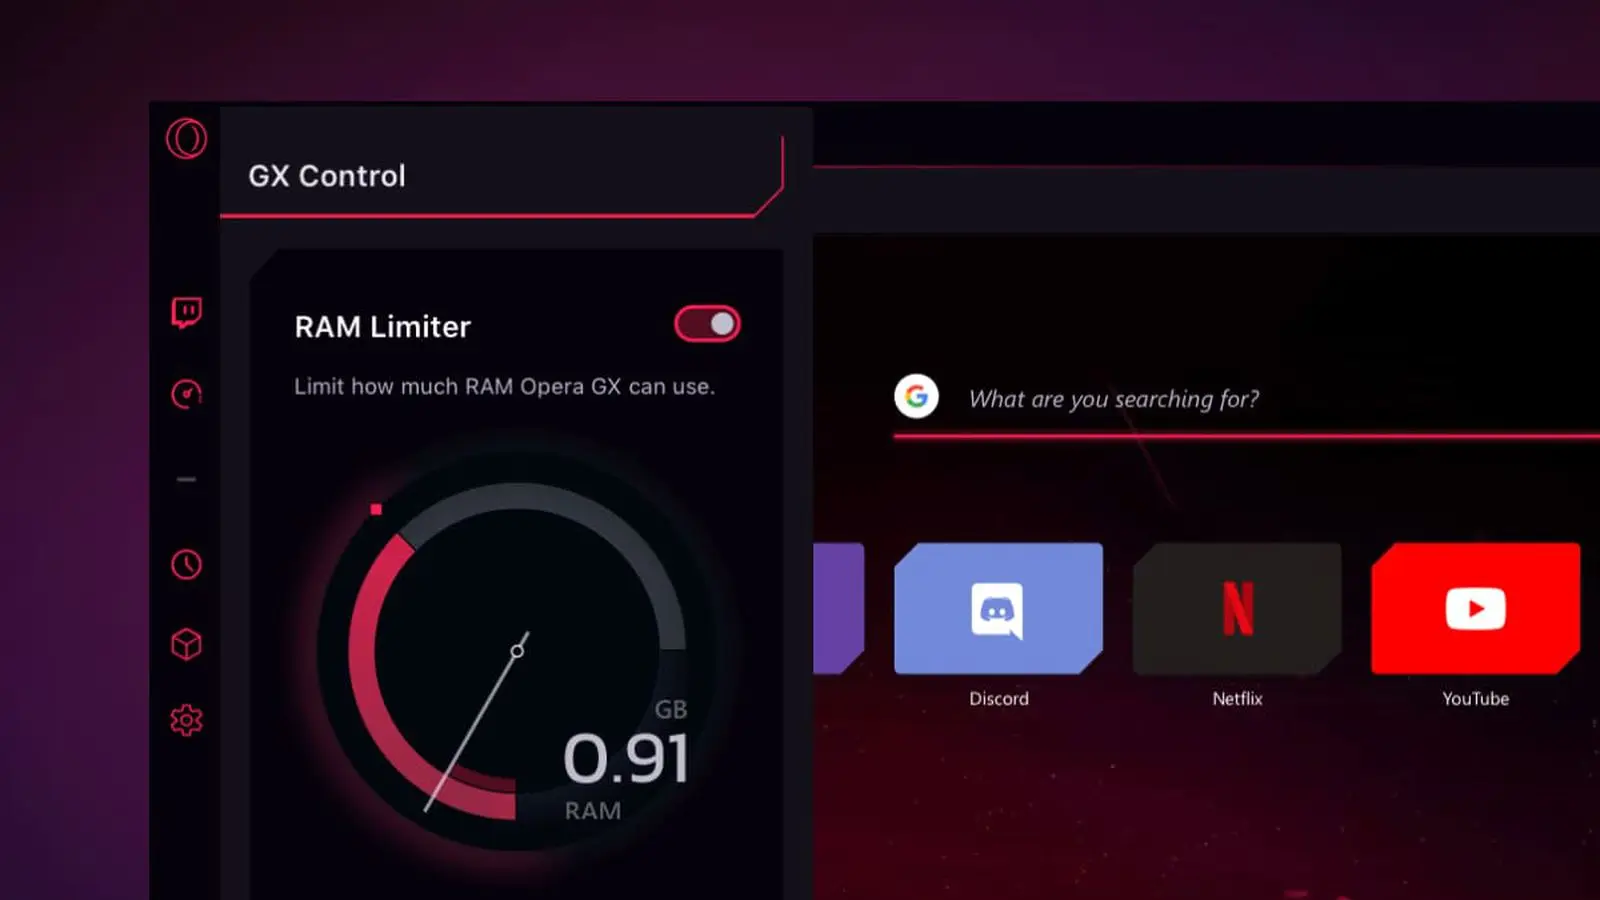 GX Control
RAM Limiter
Limit how much RAM Opera GX can use.
GB
0.91
RAM
What are you searching for?
Discord
Netflix
YouTube